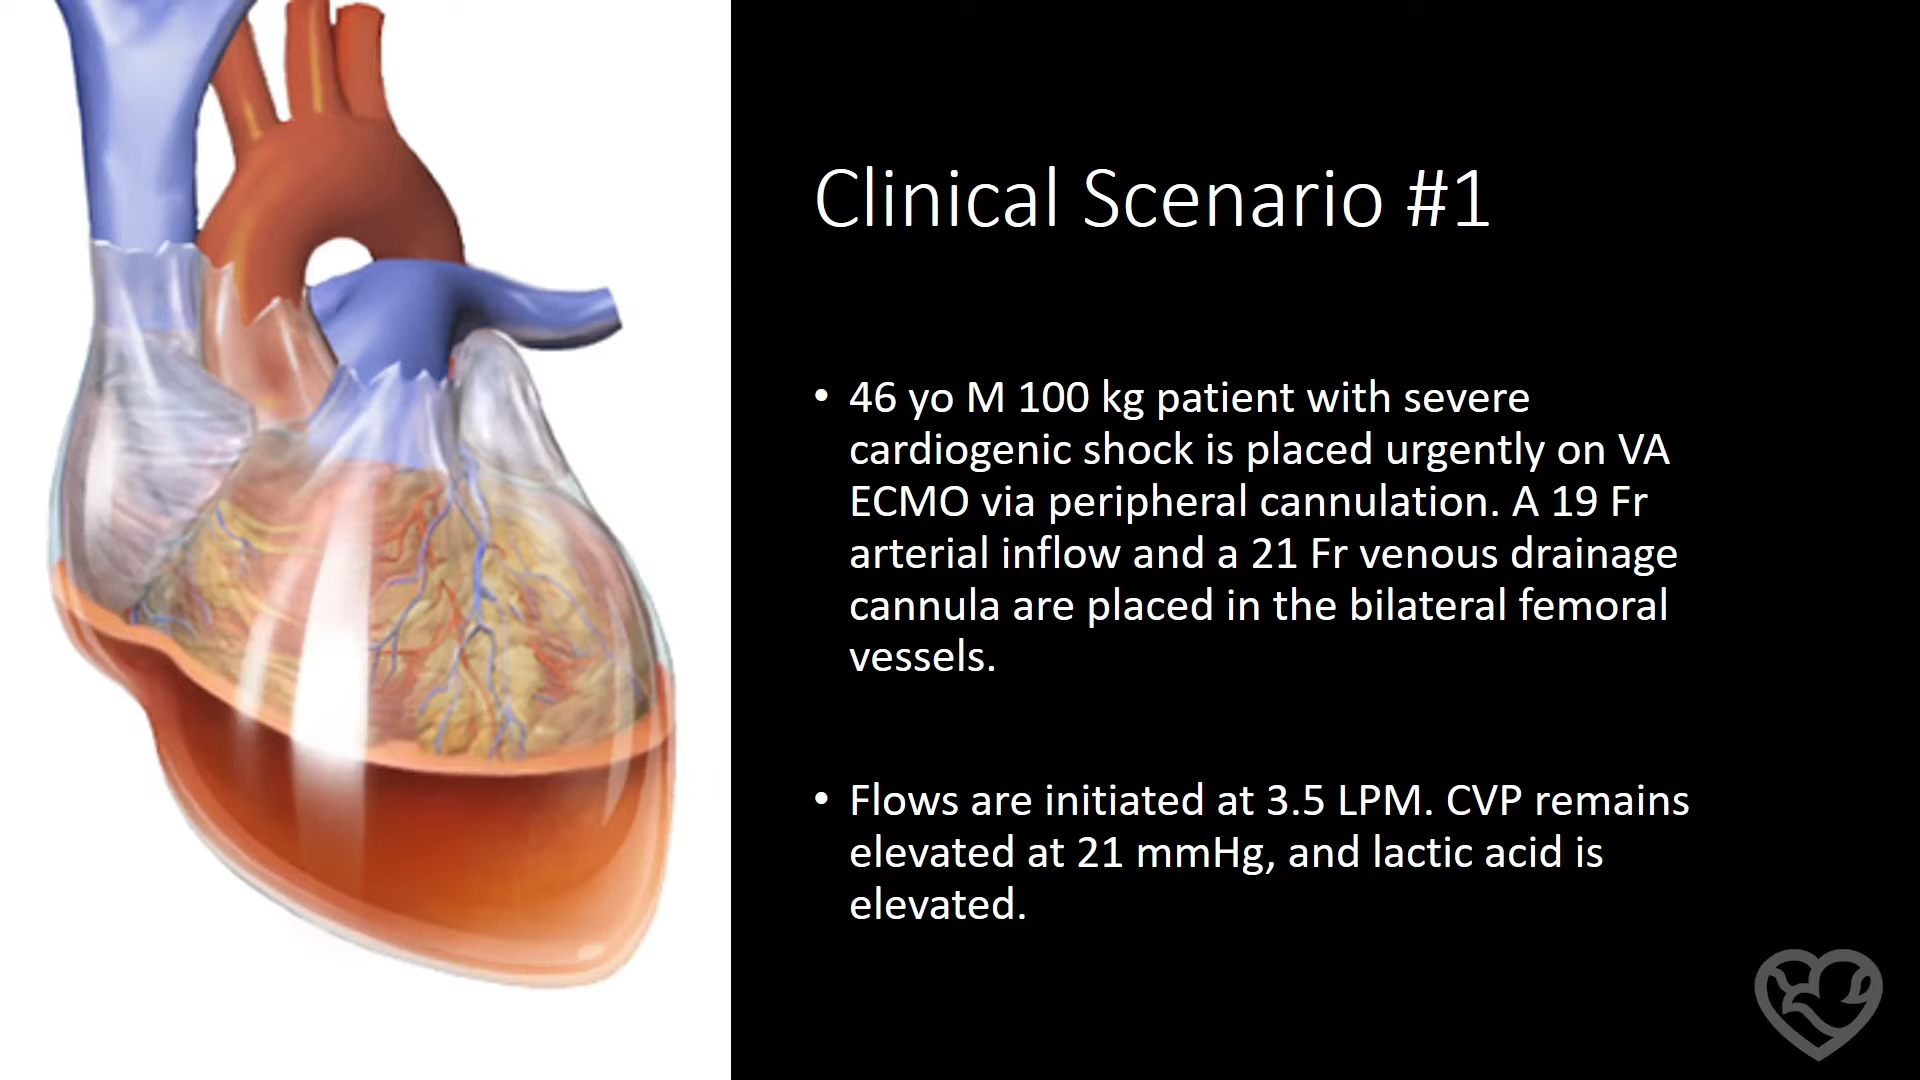 Clinical Scenario #1
• 46 yo M 100 kg patient with severe
cardiogenic shock is placed urgently on VA
ECMO via peripheral cannulation. A 19 Fr
arterial inflow and a 21 Fr venous drainage
cannula are placed in the bilateral femoral
vessels.
• Flows are initiated at 3.5 LPM. CVP remains
elevated at 21 mmHg, and lactic acid is
elevated.